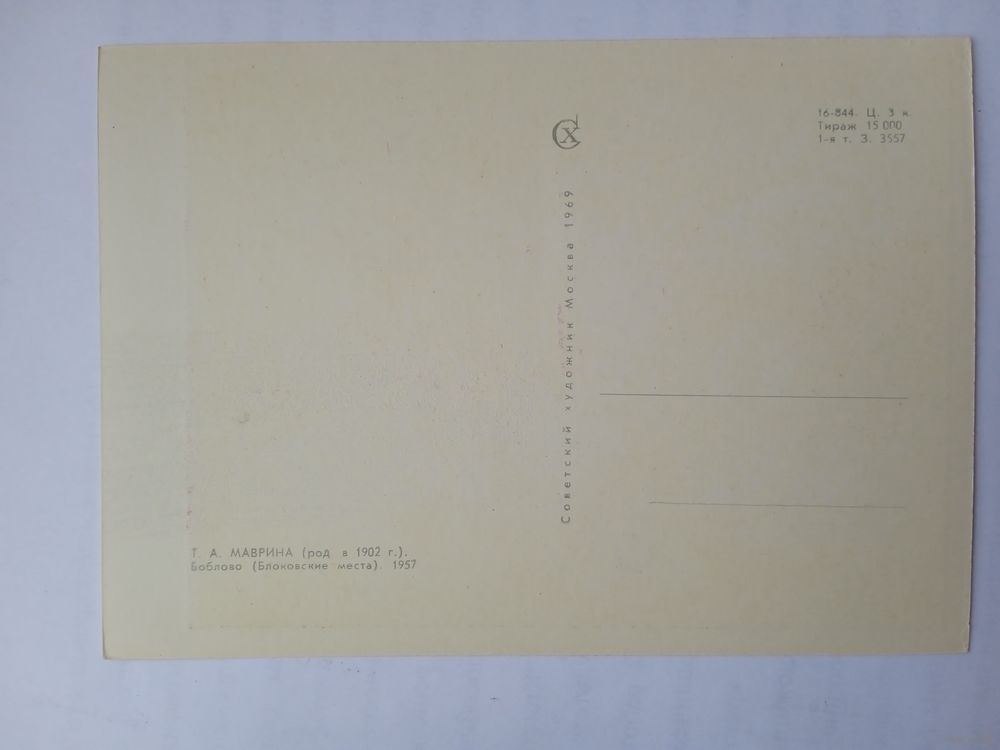 СХ
16-844. Ц. 3 к.
Тираж 15 000
1-я т. З. 3557
Советский художник Москва 1969
Т. А. МАВРИНА (род в 1902 г.).
Боблово (Блоковские места). 1957